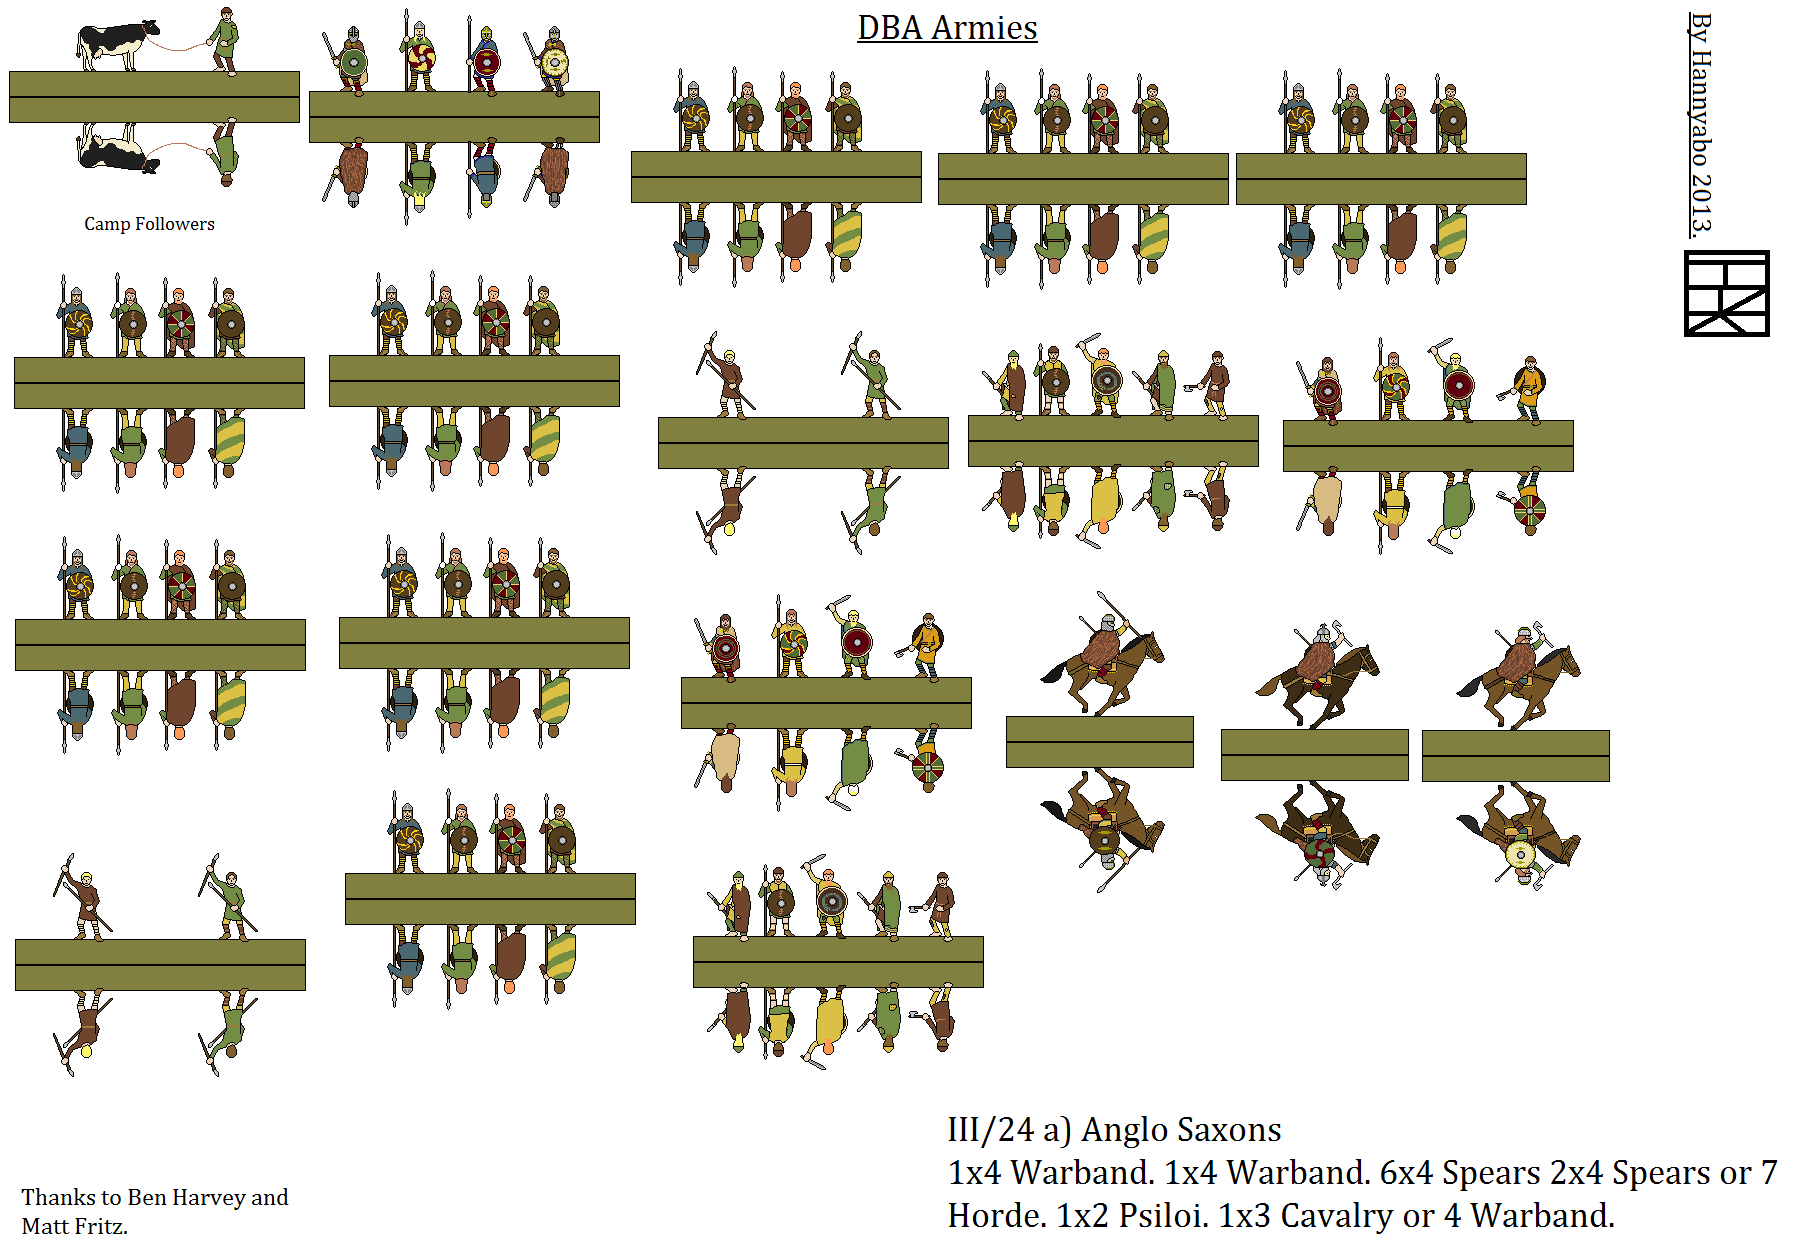 DBA Armies
By Hannyabo 2013.
Camp Followers
III/24 a) Anglo Saxons
1x4 Warband. 1x4 Warband. 6x4 Spears 2x4 Spears or 7
Horde. 1x2 Psiloi. 1x3 Cavalry or 4 Warband.
Thanks to Ben Harvey and
Matt Fritz.